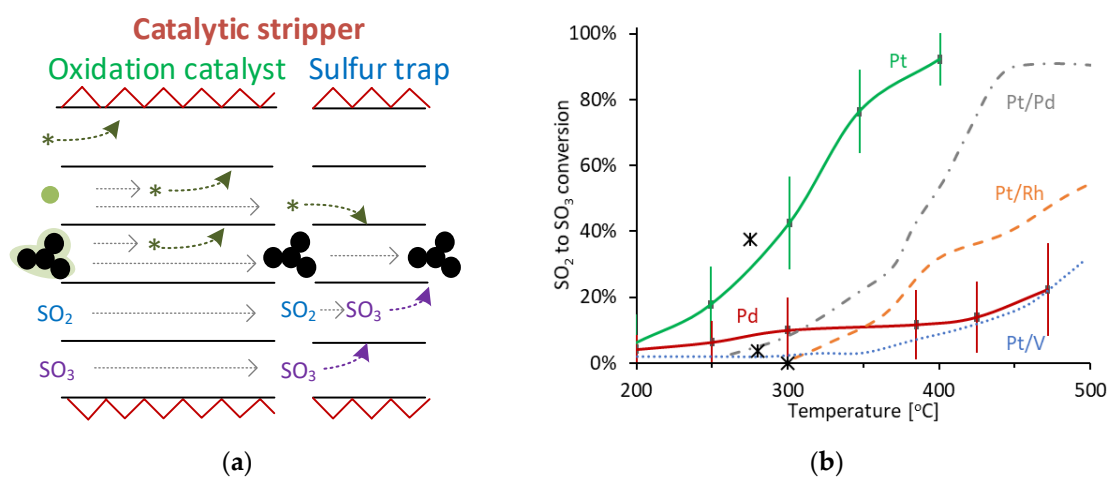 Catalytic stripper
Oxidation catalyst Sulfur trap
*
*
*
*
SO₂
SO₂ SO₃
SO₃
SO₃
(a)
100%
80%
60%
40%
20%
0%
SO₂ to SO₃ conversion
Pt
Pt/Pd
Pt/Rh
Pd
Pt/V
200
300
400
500
Temperature [°C]
(b)